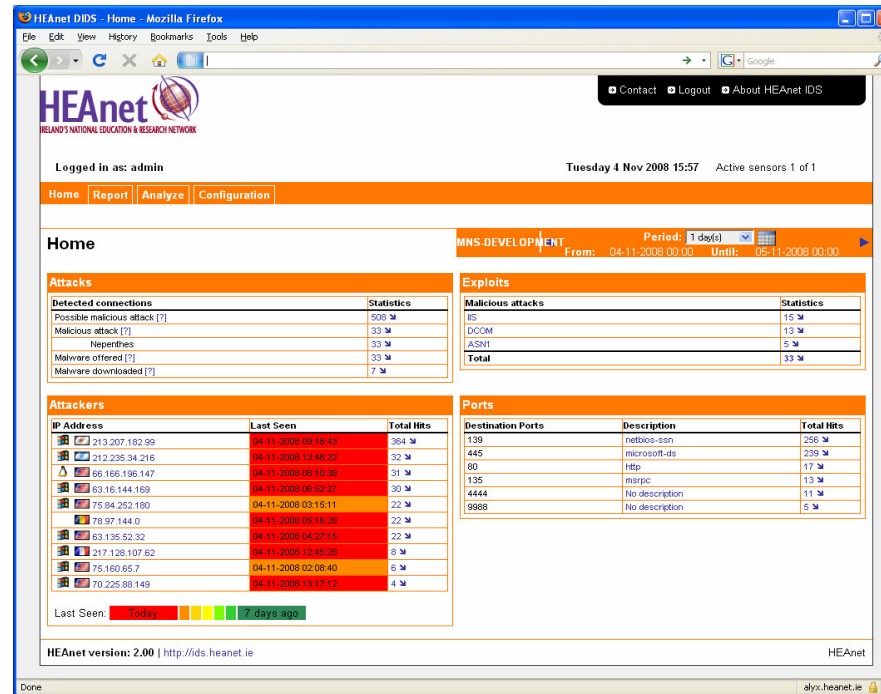 HEAnet DIDS - Home - Mozilla Firefox
File Edit View History Bookmarks Tools Help
Google
HEAnet
IRELAND'S NATIONAL EDUCATION & RESEARCH NETWORK
Contact Logout About HEAnet IDS
Logged in as: admin
Tuesday 4 Nov 2008 15:57 Active sensors 1 of 1
Home Report Analyze Configuration
Home
MNS-DEVELOPMENT
Period: 1 day(s)
From: 04-11-2008 00:00 Until: 05-11-2008 00:00
Attacks
Detected connections Statistics
Possible malicious attack [?] 508
Malicious attack [?] 33
Nepenthes 33
Malware offered [?] 33
Malware downloaded [?] 7
Exploits
Malicious attacks Statistics
IIS 15
DCOM 13
ASN1 5
Total 33
Attackers
IP Address Last Seen Total Hits
213.207.182.99 04-11-2008 09:18:43 364
212.235.34.216 04-11-2008 13:46:22 32
66.166.196.147 04-11-2008 08:10:38 31
63.16.144.169 04-11-2008 06:52:27 30
75.84.252.180 04-11-2008 03:15:11 22
78.97.144.0 04-11-2008 05:16:28 22
63.135.52.32 04-11-2008 04:27:15 22
217.128.107.62 04-11-2008 12:45:26 8
75.160.65.7 04-11-2008 02:08:40 6
70.225.88.149 04-11-2008 13:17:12 4
Last Seen: Today 7 days ago
Ports
Destination Ports Description Total Hits
139 netbios-ssn 256
445 microsoft-ds 239
80 http 17
135 msrpc 13
4444 No description 11
9988 No description 5
HEAnet version: 2.00 | http://ids.heanet.ie
HEAnet
Done
alyx.heanet.ie